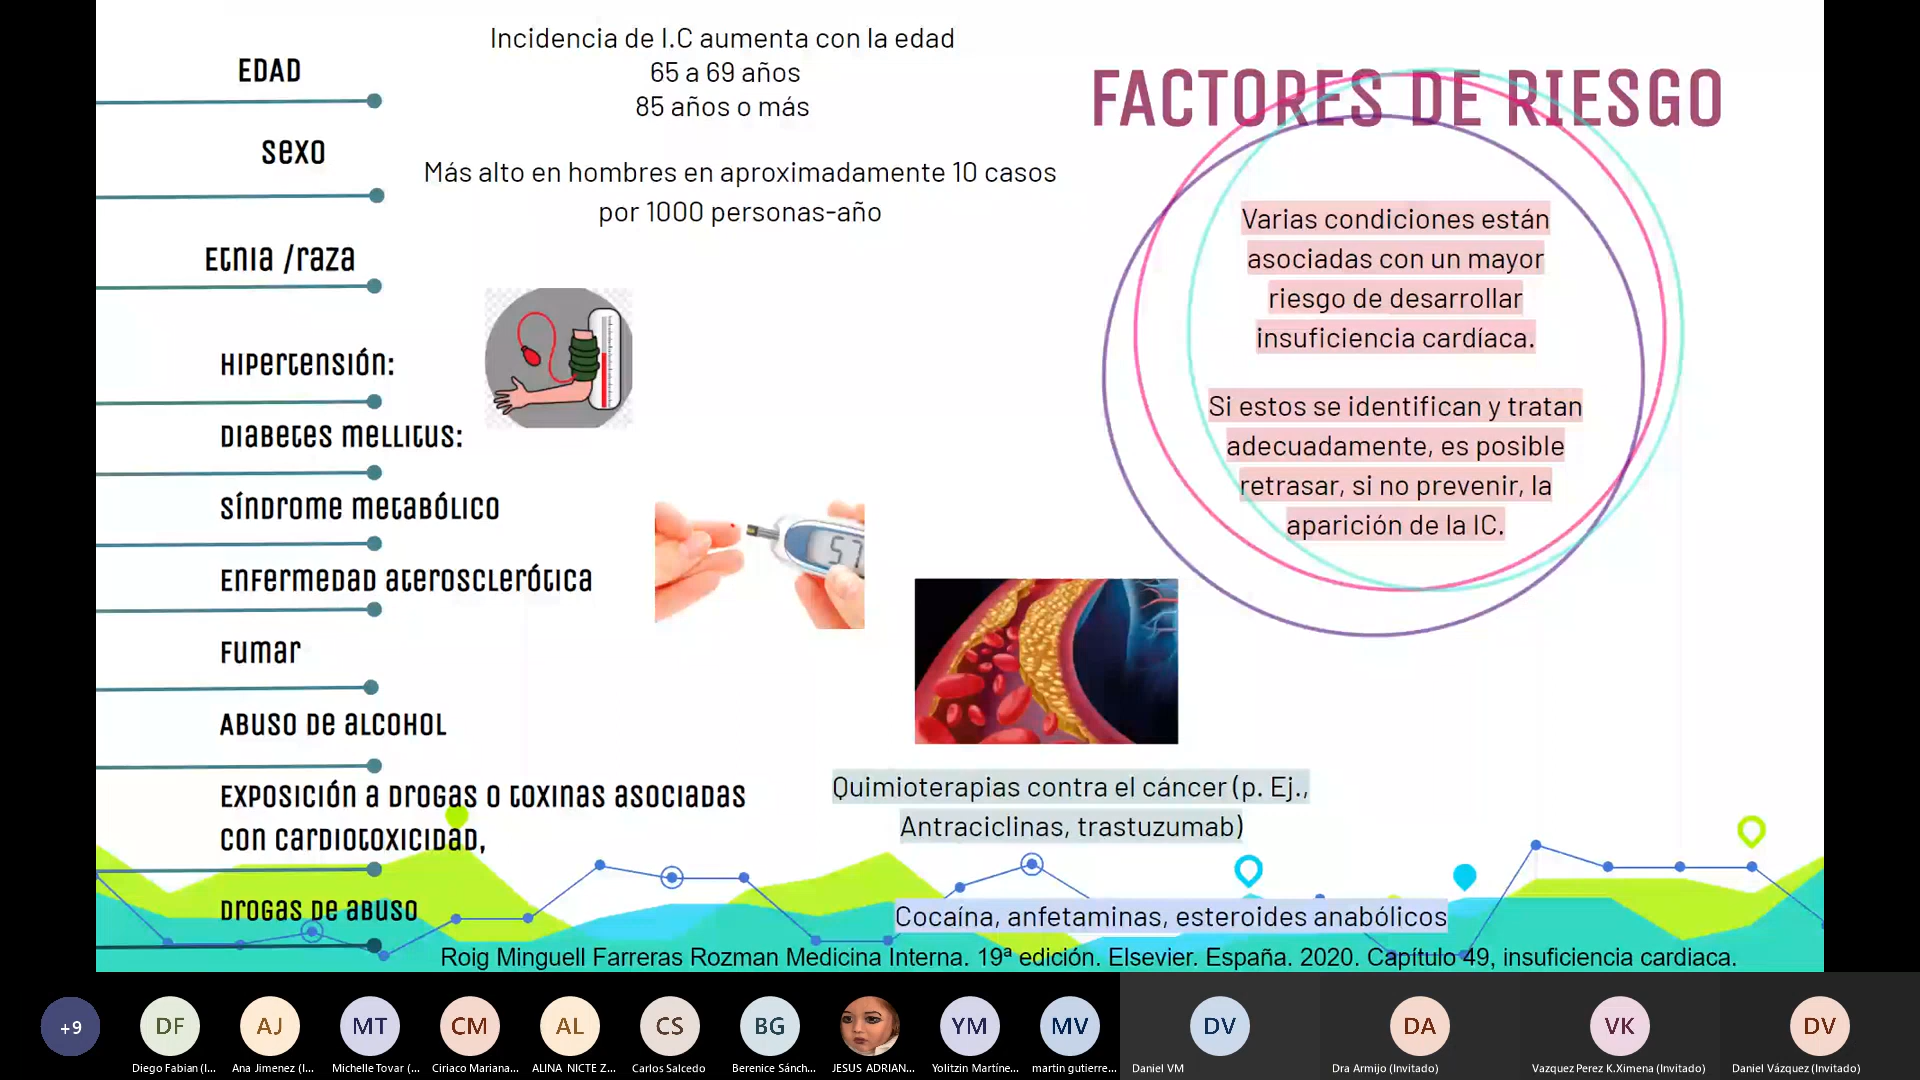 FACTORES DE RIESGO
EDAD
Incidencia de I.C aumenta con la edad
65 a 69 años
85 años o más
sexo
Más alto en hombres en aproximadamente 10 casos
por 1000 personas-año
Etnia /raza
Hipertensión:
Diabetes mellitus:
Síndrome metabólico
Enfermedad aterosclerótica
Fumar
Abuso de alcohol
Exposición a drogas o toxinas asociadas
con cardiotoxicidad,
Drogas de abuso
Varias condiciones están
asociadas con un mayor
riesgo de desarrollar
insuficiencia cardíaca.
Si estos se identifican y tratan
adecuadamente, es posible
retrasar, si no prevenir, la
aparición de la IC.
57
Quimioterapias contra el cáncer (p. Ej.,
Antraciclinas, trastuzumab)
Cocaína, anfetaminas, esteroides anabólicos
Roig Minguell Farreras Rozman Medicina Interna. 19ª edición. Elsevier. España. 2020. Capítulo 49, insuficiencia cardiaca.
+9
DF
AJ
MT
CM
AL
CS
BG
YM
MV
DV
DA
VK
DV
Diego Fabian (I...
Ana Jimenez (I...
Michelle Tovar (...
Ciriaco Mariana...
ALINA NICTE Z...
Carlos Salcedo
Berenice Sánch...
JESUS ADRIAN...
Yolitzin Martíne...
martin gutierre...
Daniel VM
Dra Armijo (Invitado)
Vazquez Perez K.Ximena (Invitado)
Daniel Vázquez (Invitado)